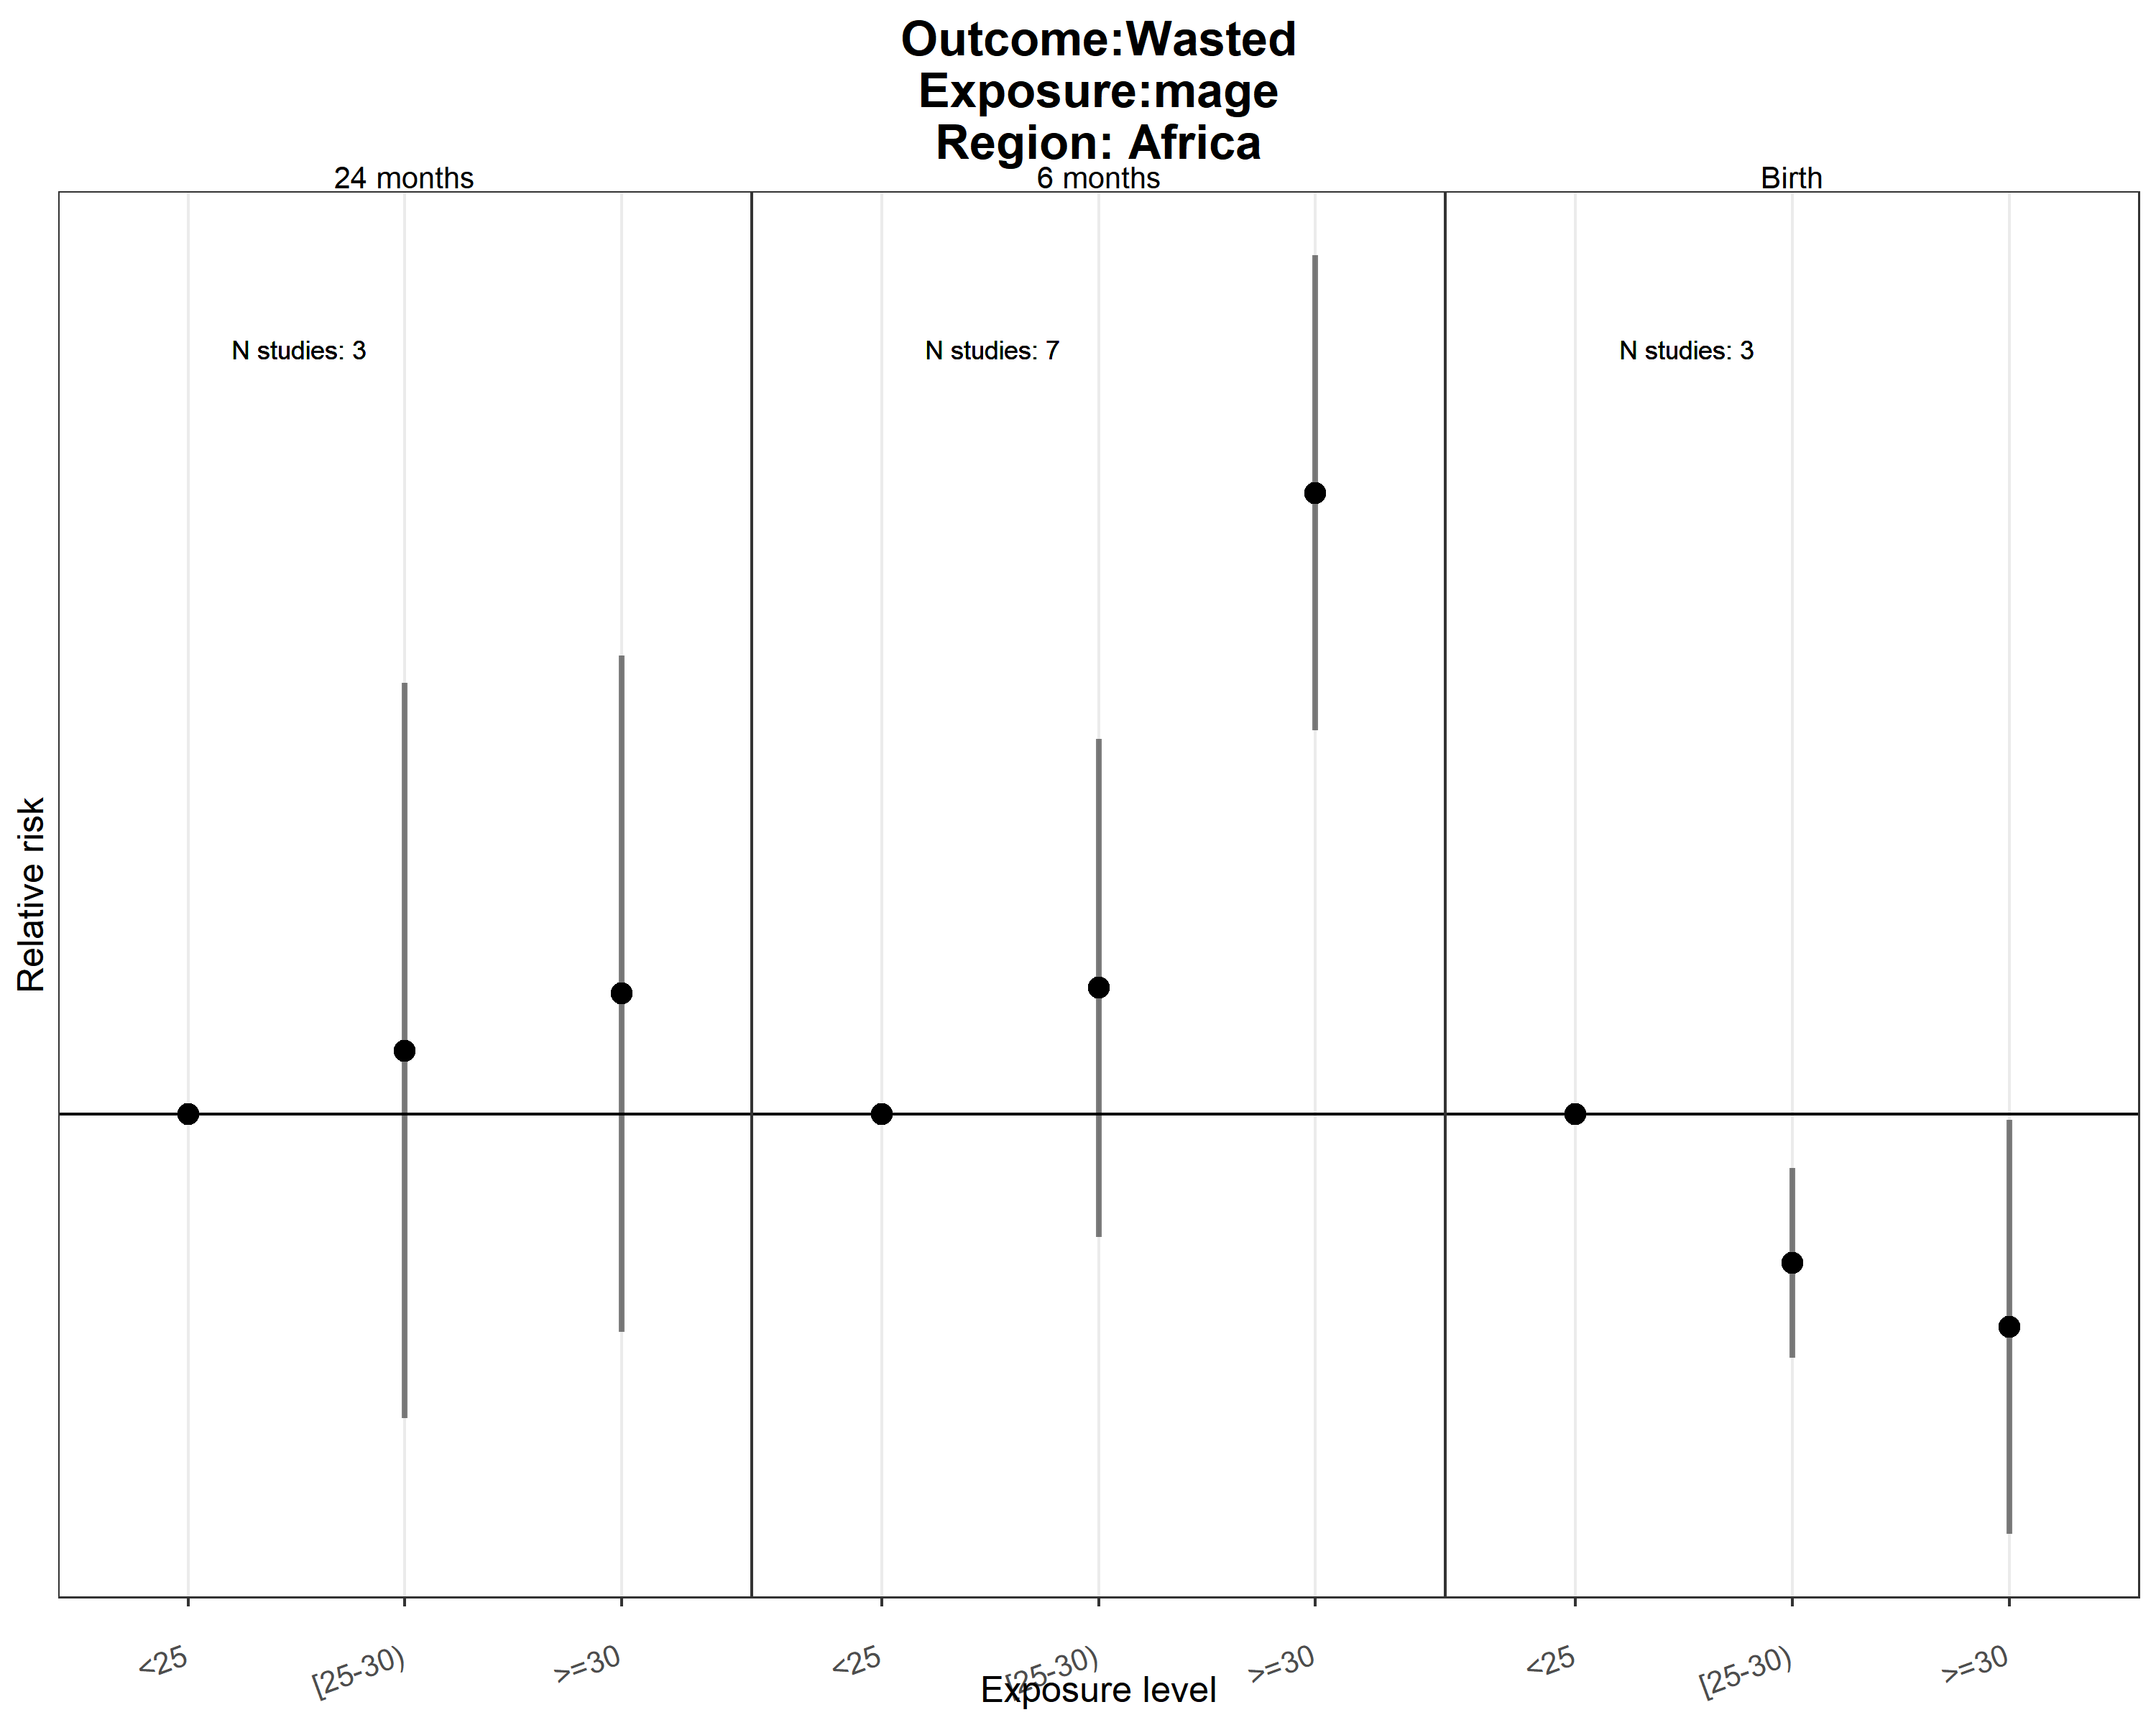 Outcome:Wasted
Exposure:mage
Region: Africa
24 months
6 months
Birth
N studies: 3
N studies: 7
N studies: 3
Relative risk
<25
[25-30)
>=30
<25
[25-30)
>=30
<25
[25-30)
>=30
Exposure level